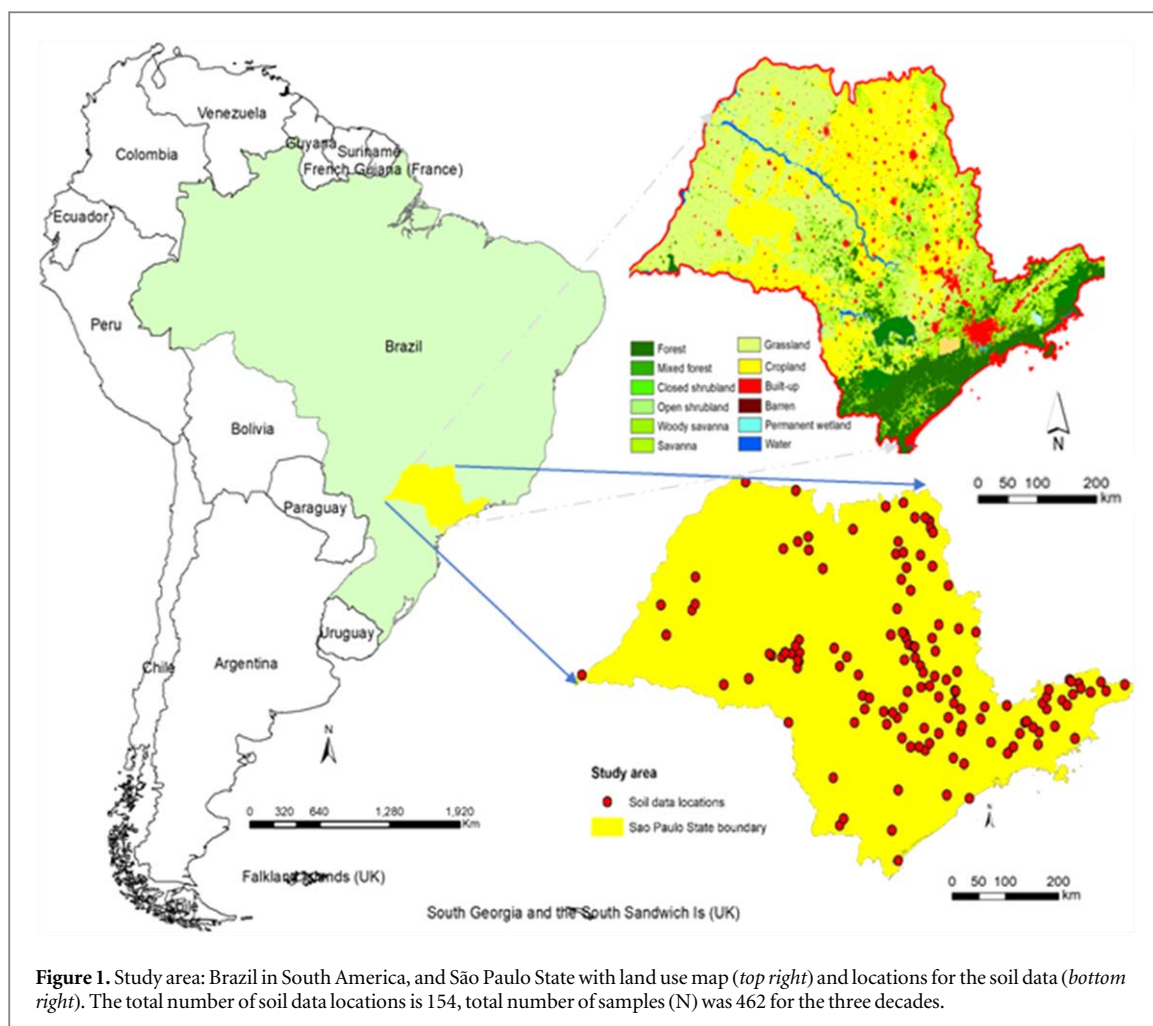 Venezuela
Colombia
Guyana
Suriname
French Guiana (France)
Ecuador
Peru
Brazil
Bolivia
Paraguay
Chile
Argentina
Uruguay
N
0 320 640 1,280 1,920
Km
Falkland Islands (UK)
South Georgia and the South Sandwich Is (UK)
Forest
Mixed forest
Closed shrubland
Open shrubland
Woody savanna
Savanna
Grassland
Cropland
Built-up
Barren
Permanent wetland
Water
N
0 50 100 200
km
Study area
Soil data locations
Sao Paulo State boundary
N
0 50 100 200
km
Figure 1. Study area: Brazil in South America, and São Paulo State with land use map (top right) and locations for the soil data (bottom
right). The total number of soil data locations is 154, total number of samples (N) was 462 for the three decades.